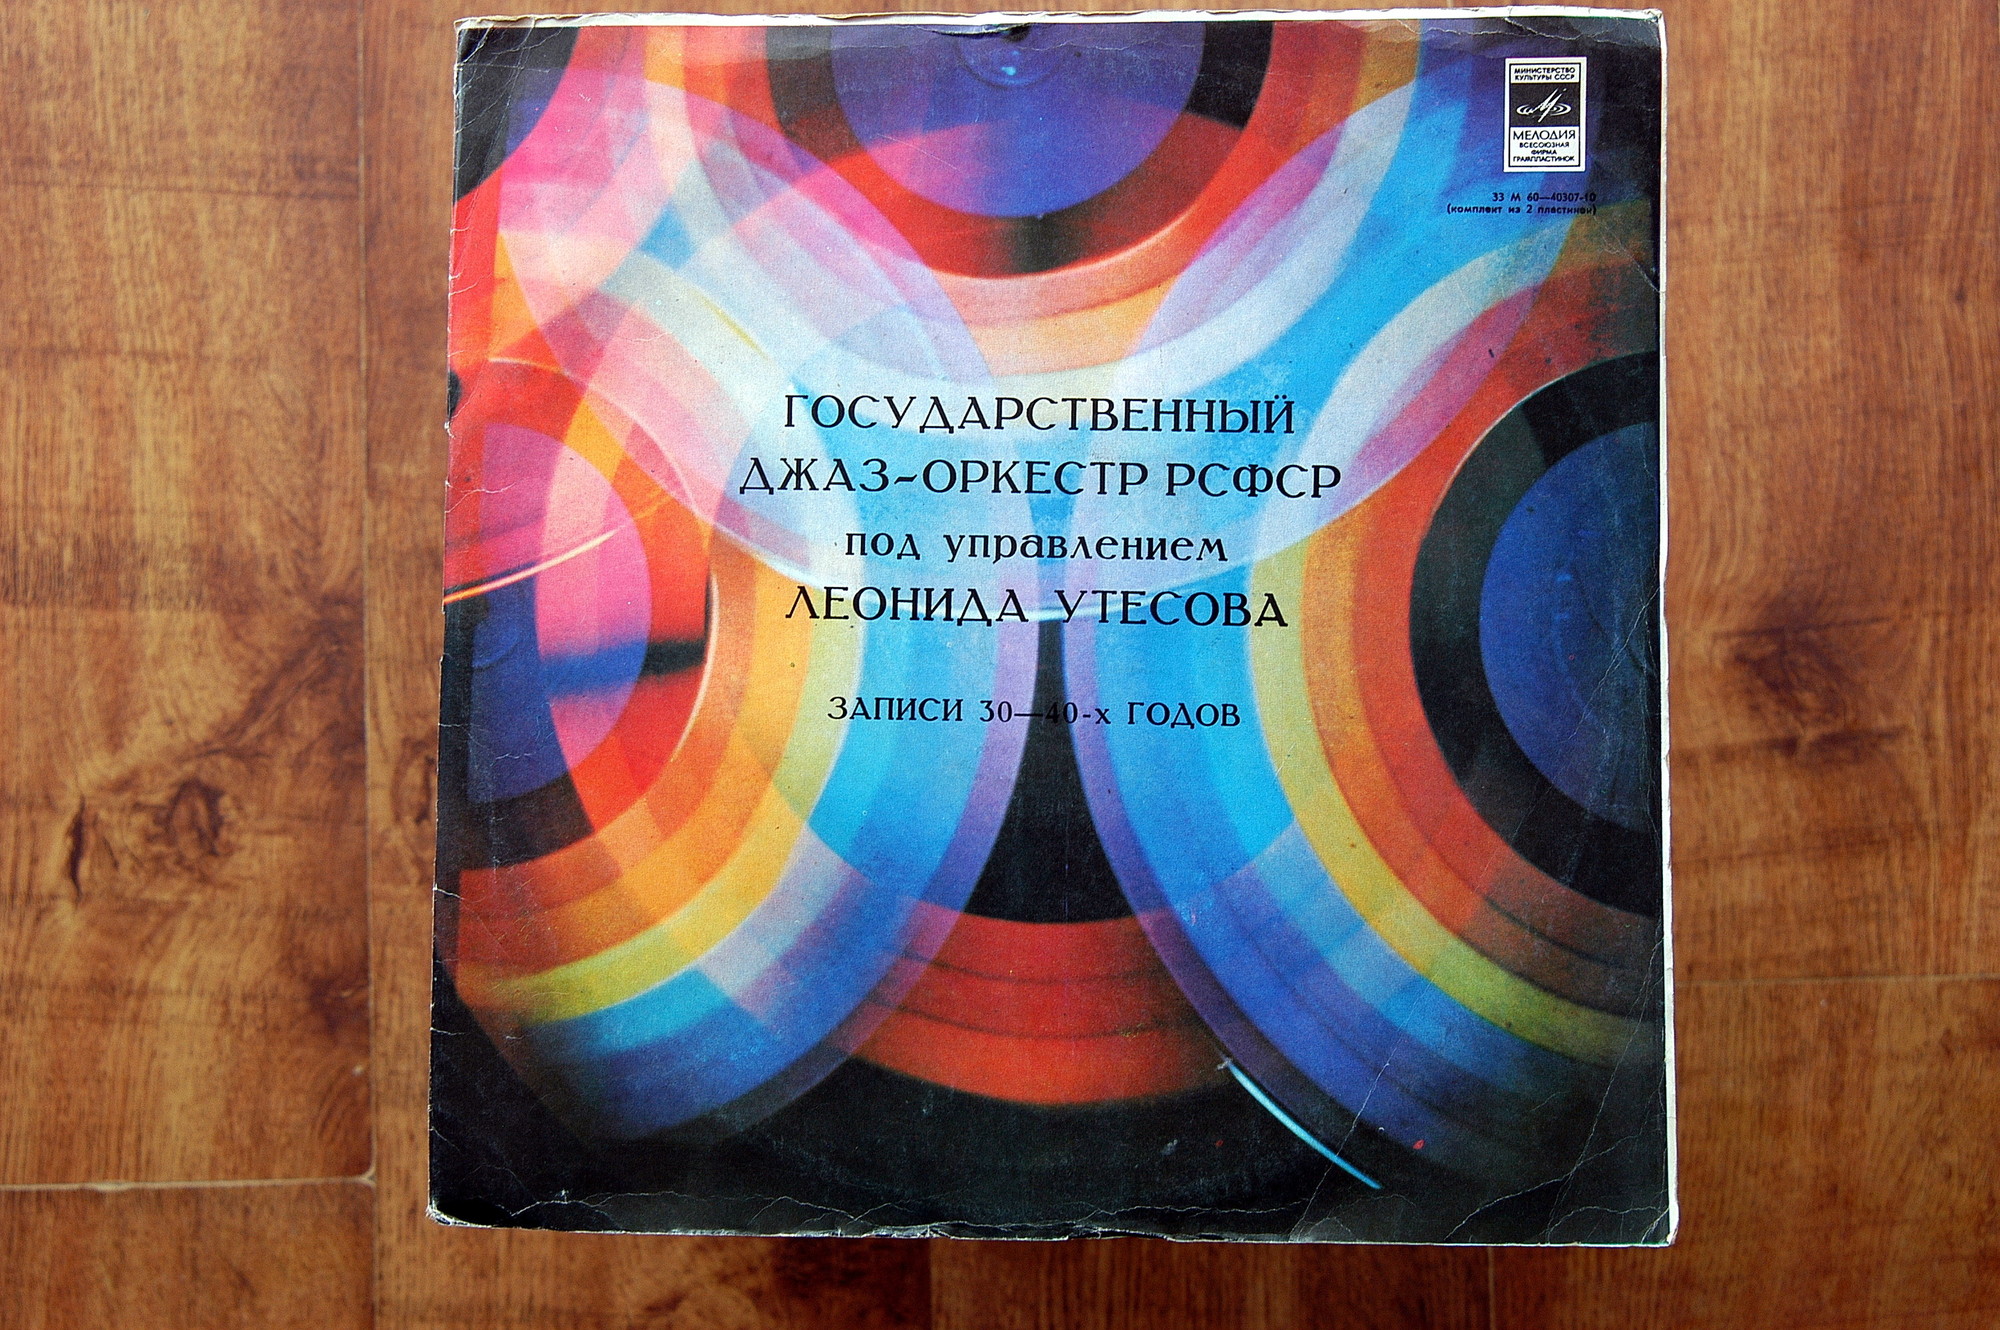 МИНИСТЕРСТВО
КУЛЬТУРЫ СССР
МЕЛОДИЯ
ВСЕСОЮЗНАЯ
ФИРМА
ГРАМПЛАСТИНОК
33 М 60—40307-10
(комплект из 2 пластинок)
ГОСУДАРСТВЕННЫЙ
ДЖАЗ-ОРКЕСТР РСФСР
под управлением
ЛЕОНИДА УТЕСОВА
ЗАПИСИ 30—40-х ГОДОВ